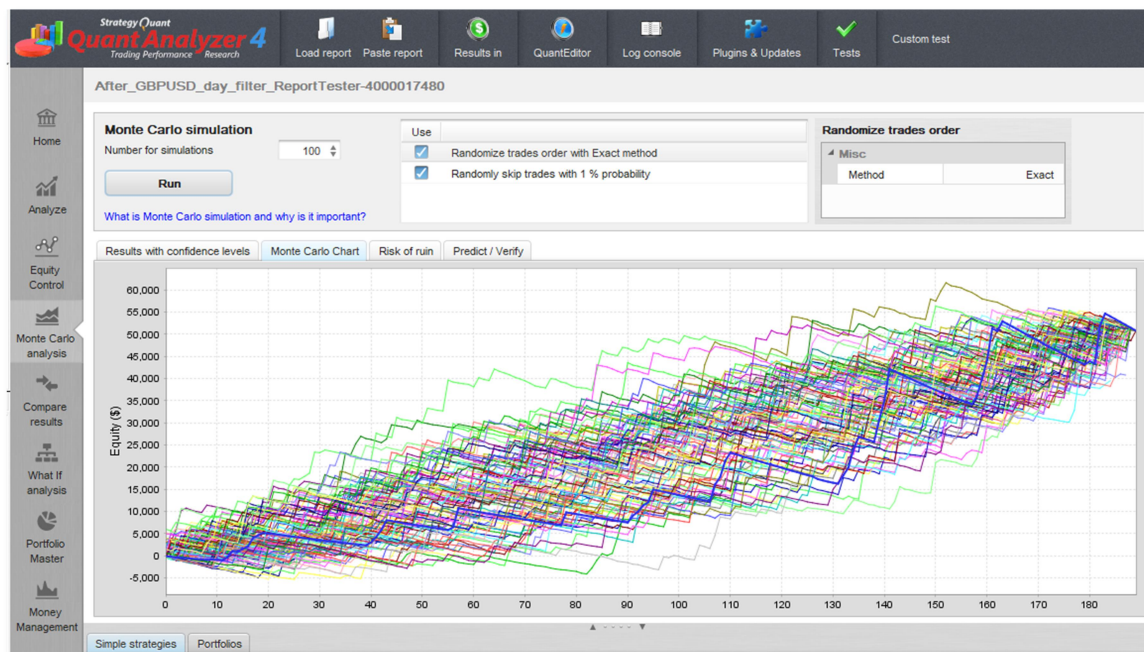 StrategyQuant
QuantAnalyzer 4
Trading Performance Research
Load report
Paste report
Results in
QuantEditor
Log console
Plugins & Updates
Tests
Custom test
After_GBPUSD_day_filter_ReportTester-4000017480
Home
Analyze
Equity
Control
Monte Carlo
analysis
Compare
results
What If
analysis
Portfolio
Master
Money
Management
Monte Carlo simulation
Number for simulations
100
Run
What is Monte Carlo simulation and why is it important?
Use
Randomize trades order with Exact method
Randomly skip trades with 1 % probability
Randomize trades order
Misc
Method
Exact
Results with confidence levels
Monte Carlo Chart
Risk of ruin
Predict / Verify
Equity ($)
60,000
55,000
50,000
45,000
40,000
35,000
30,000
25,000
20,000
15,000
10,000
5,000
0
-5,000
0 10 20 30 40 50 60 70 80 90 100 110 120 130 140 150 160 170 180
Simple strategies
Portfolios